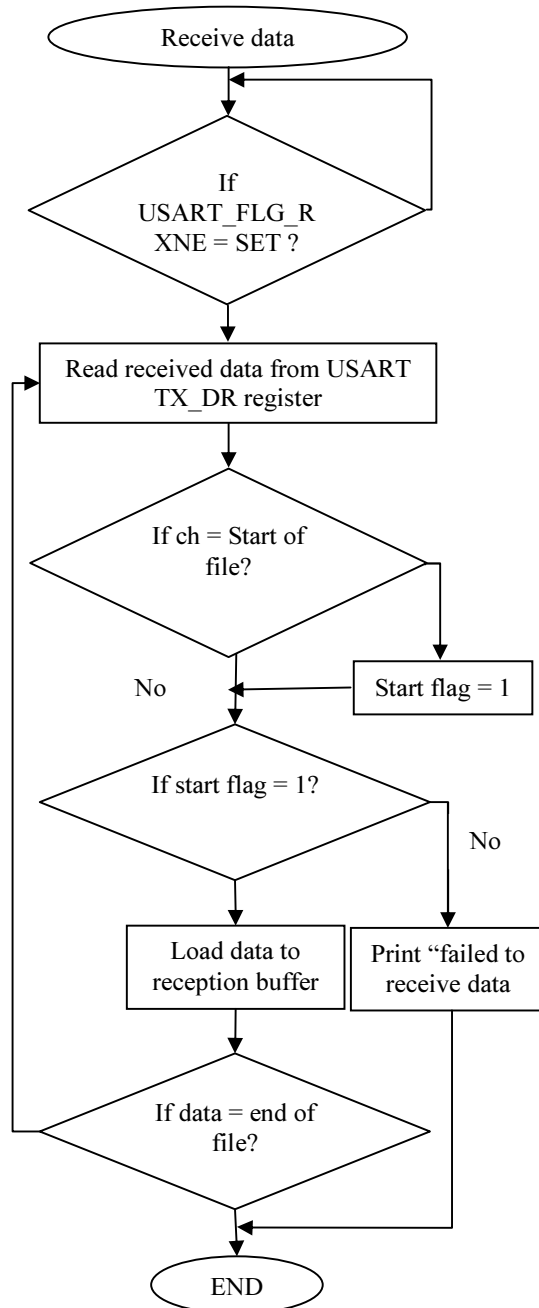 Receive data
If
USART_FLG_R
XNE = SET ?
Read received data from USART
TX_DR register
If ch = Start of
file?
No
Start flag = 1
If start flag = 1?
No
Load data to
reception buffer
Print “failed to
receive data
If data = end of
file?
END